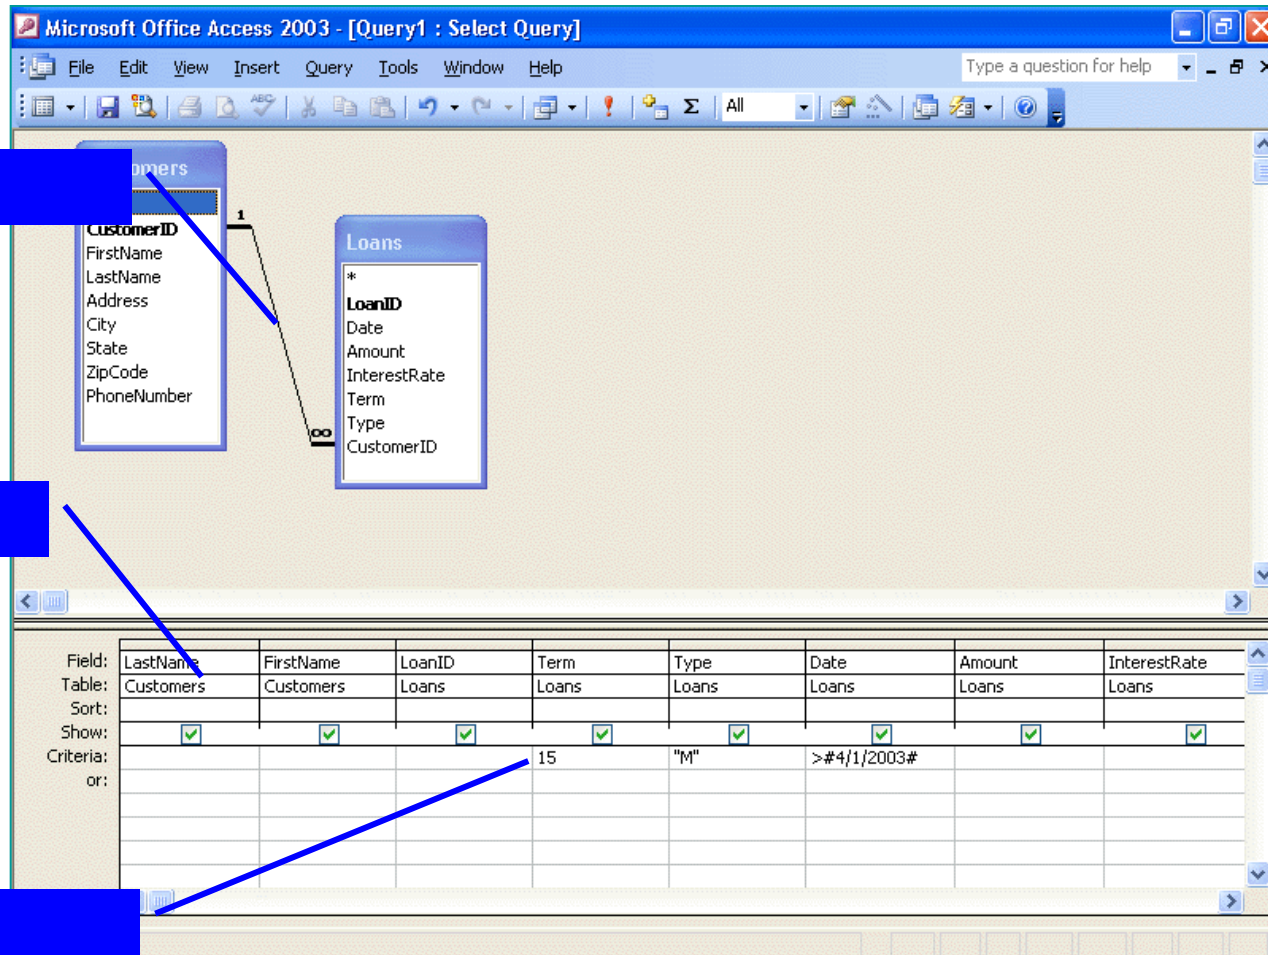 Microsoft Office Access 2003 - [Query1 : Select Query]
File Edit View Insert Query Tools Window Help Type a question for help
ABC Σ All
omers
1
CustomerID
FirstName
LastName
Address
City
State
ZipCode
PhoneNumber
Loans
*
LoanID
Date
Amount
InterestRate
Term
Type
∞ CustomerID
Field: LastName FirstName LoanID Term Type Date Amount InterestRate
Table: Customers Customers Loans Loans Loans Loans Loans Loans
Sort:
Show:
Criteria: 15 "M" >#4/1/2003#
or: